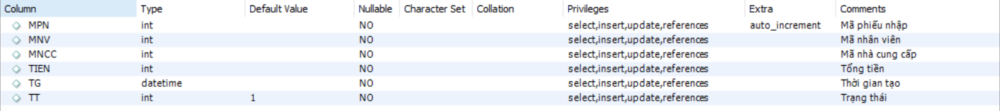 Column Type Default Value Nullable Character Set Collation Privileges Extra Comments
MPN int NO select,insert,update,references auto_increment Mã phiếu nhập
MNV int NO select,insert,update,references Mã nhân viên
MNCC int NO select,insert,update,references Mã nhà cung cấp
TIEN int NO select,insert,update,references Tổng tiền
TG datetime NO select,insert,update,references Thời gian tạo
TT int 1 NO select,insert,update,references Trạng thái